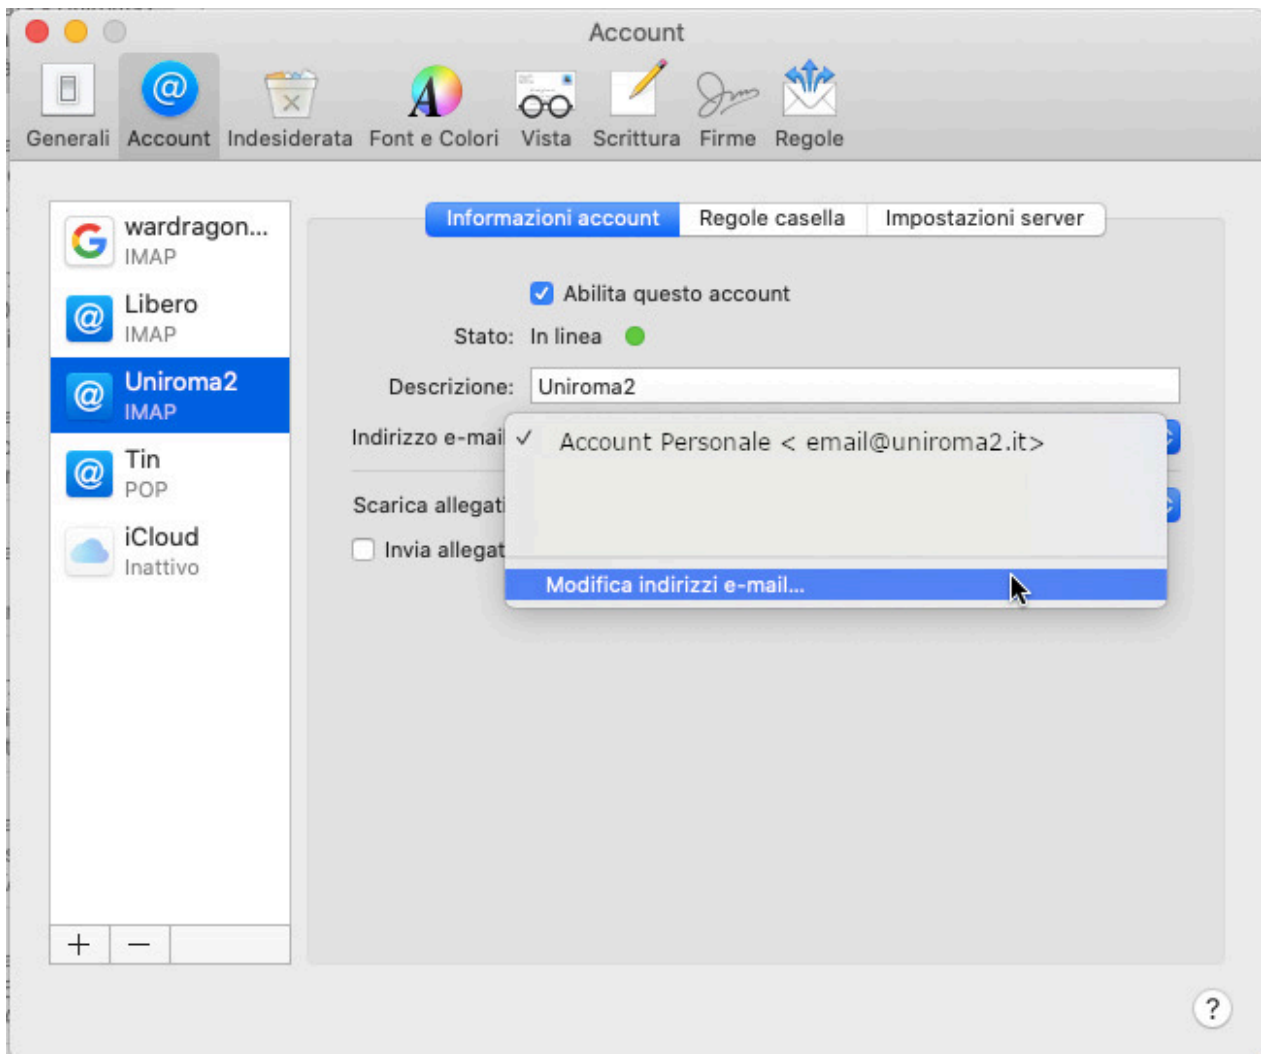 Account
Generali Account Indesiderata Font e Colori Vista Scrittura Firme Regole
wardragon...
IMAP
Libero
IMAP
Uniroma2
IMAP
Tin
POP
iCloud
Inattivo
+ −
Informazioni account Regole casella Impostazioni server
Abilita questo account
Stato: In linea
Descrizione: Uniroma2
Indirizzo e-mail ✓ Account Personale < email@uniroma2.it>
Scarica allegati
Invia allegat
Modifica indirizzi e-mail...
?